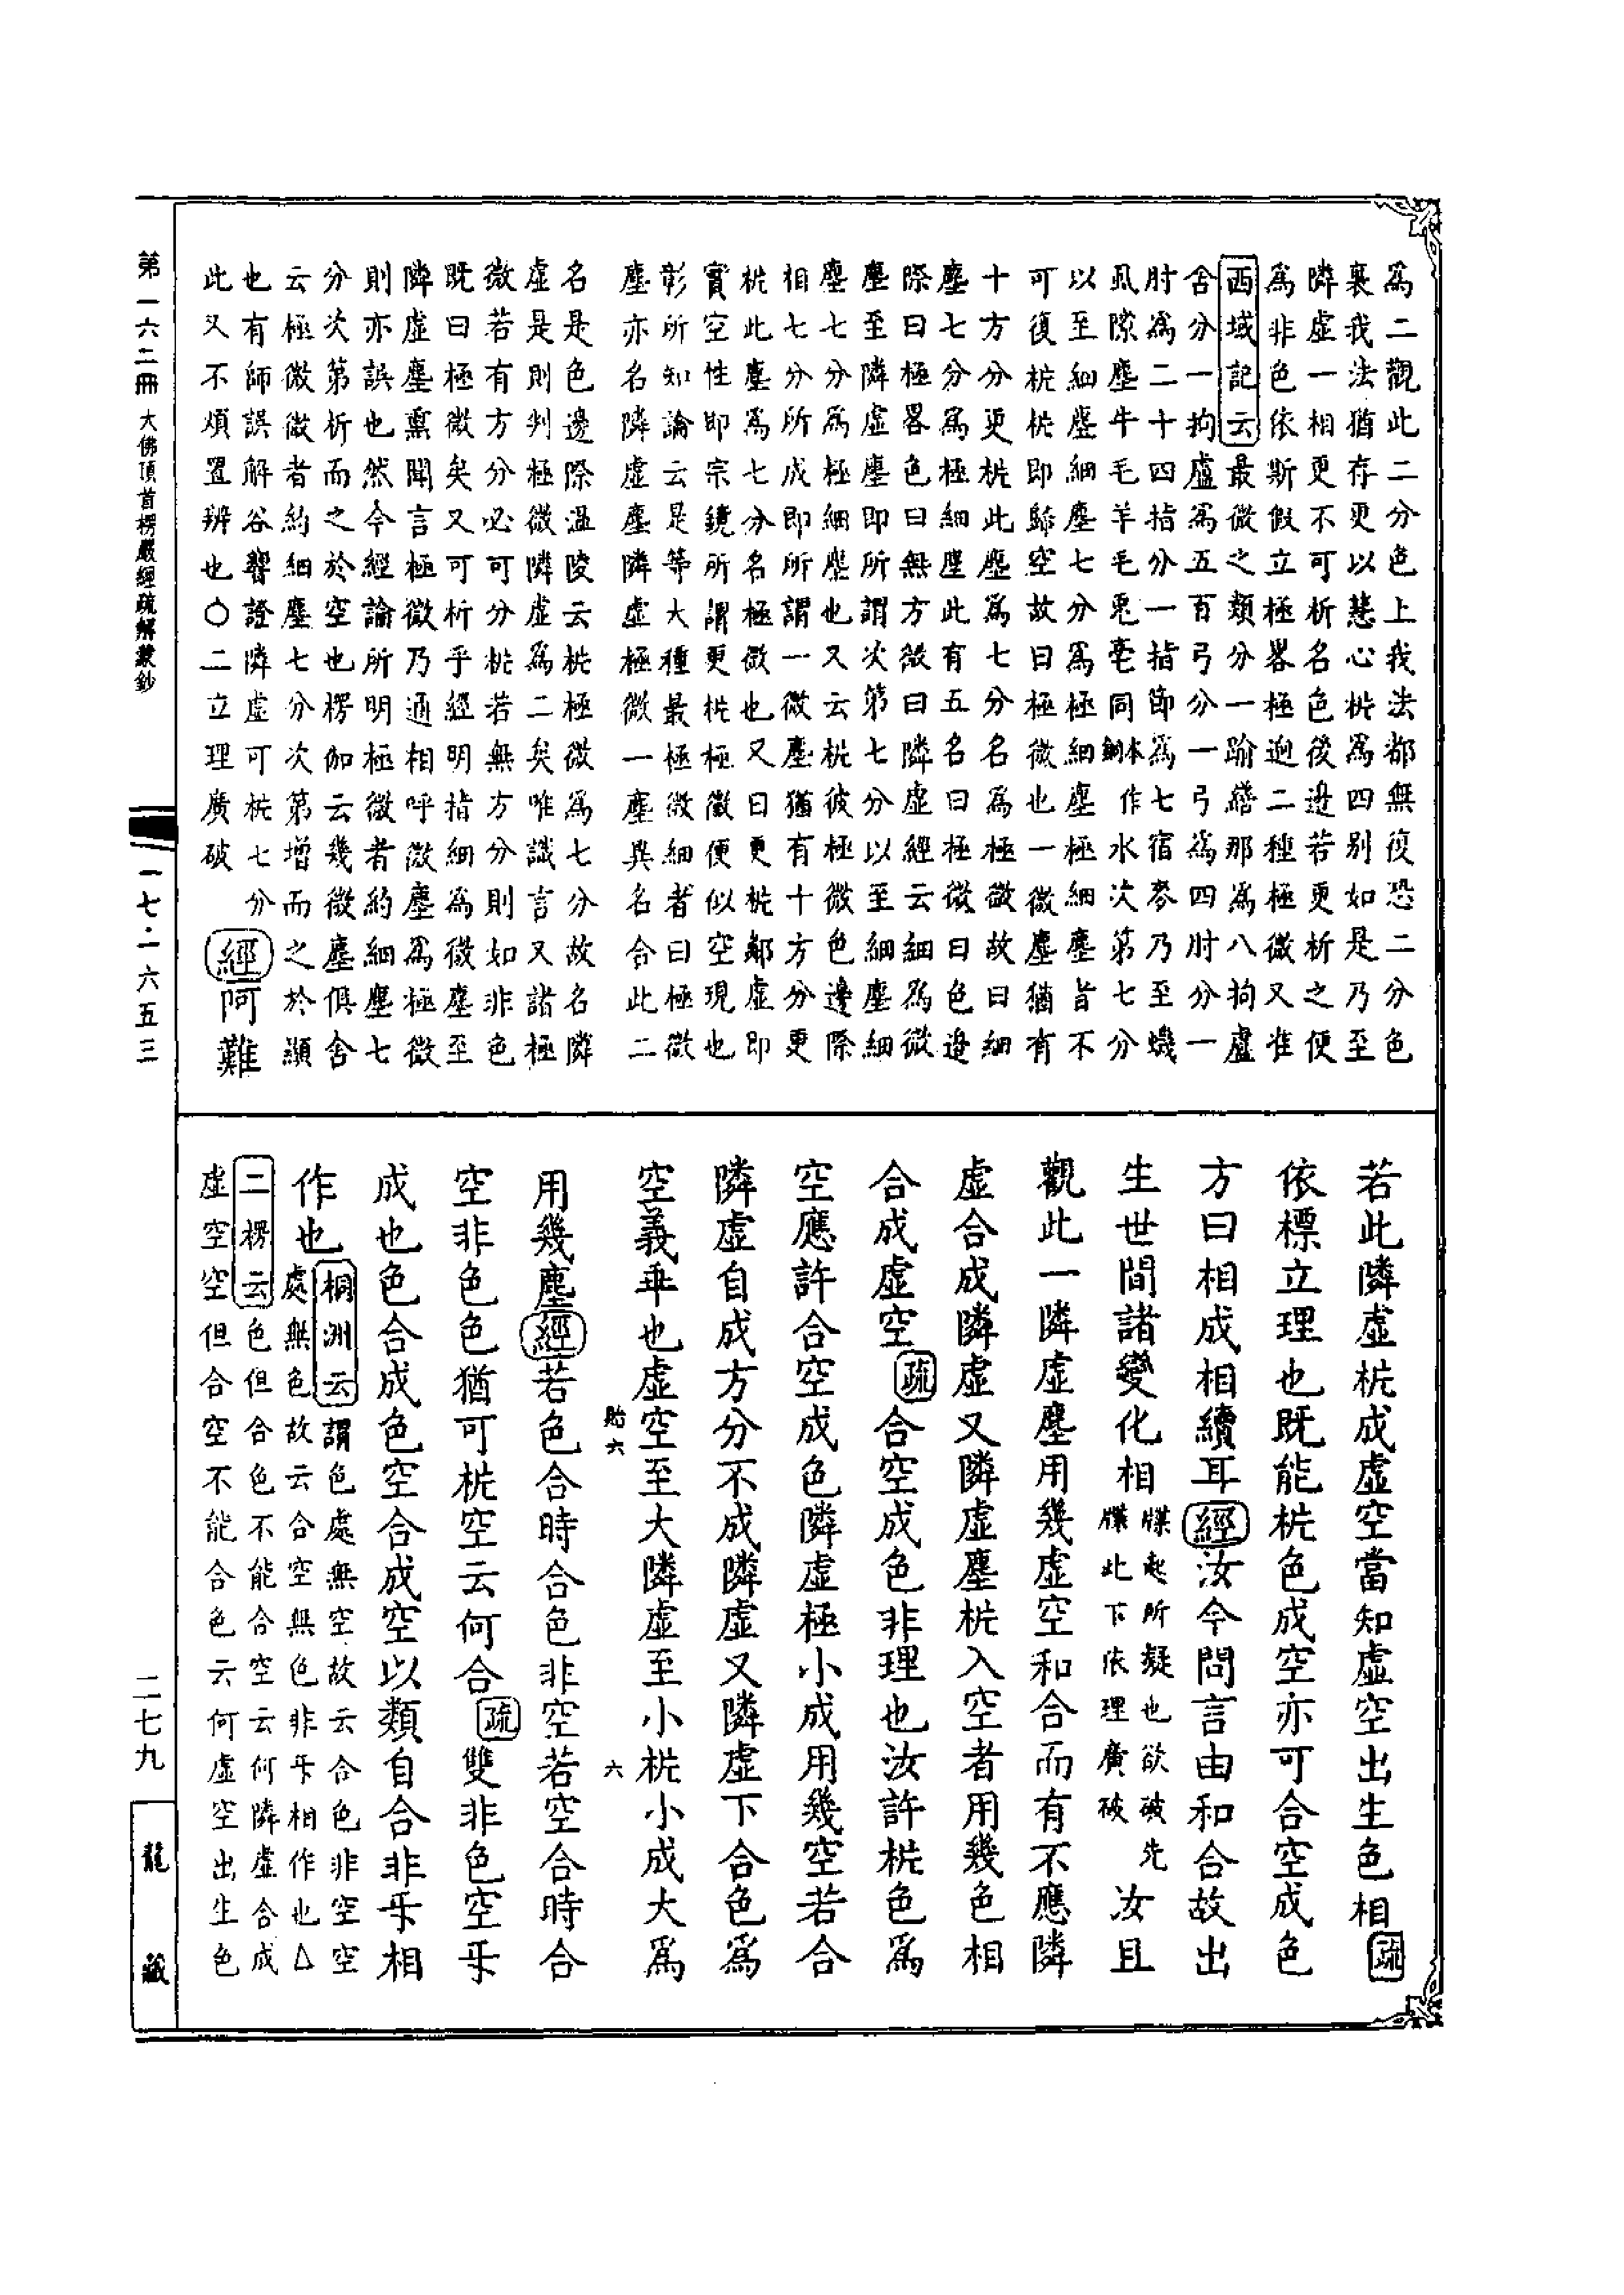 爲二觀此二分色上我法都無復恐二分色
裏我法猶存更以慧心析爲四別如是乃至
隣虛一相更不可析名色後邊若更析之便
爲非色依斯假立極畧極逈二種極微又准
西域記云最微之類分一踰繕那爲八拘盧
舍分一拘盧爲五百弓分一弓爲四肘分一
肘爲二十四指分一指節爲七宿麥乃至蟣
虱隙塵牛毛羊毛兎毫同銅本作水次第七分
以至細塵細塵七分爲極細塵極細塵皆不
可復析析即歸空故曰極微也一微塵猶有
十方分更析此塵爲七分名爲極微故曰細
塵七分爲極細塵此有五名曰極微曰色邊
際曰極畧色曰無方微曰隣虛經云細爲微
塵至隣虛塵即所謂次第七分以至細塵細
塵七分爲極細塵也又云析彼極微色邊際
相七分所成即所謂一微塵猶有十方分更
析此塵爲七分名極微也又曰更析鄰虛即
實空性即宗鏡所謂更析極微便似空現也
彰所知論云是等大種最極微細者曰極微
塵亦名隣虛塵隣虛極微一塵異名合此二
名是色邊際溫陵云析極微爲七分故名隣
虛是則判極微隣虛爲二矣唯識言又諸極
微若有方分必可分析若無方分則如非色
既曰極微矣又可析乎經明指細爲微塵至
隣虛塵熏聞言極微乃通相呼微塵爲極微
則亦誤也然今經論所明極微者約細塵七
分次第析而之於空也楞伽云幾微塵俱舍
云極微微者約細塵七分次第增而之於顯
也有師誤解谷響證隣虛可析七分
此又不煩置辨也〇二立理廣破 經阿難
若此隣虛析成虛空當知虛空出生色相疏
依標立理也既能析色成空亦可合空成色
方曰相成相續耳經汝今問言由和合故出
生世間諸變化相牒起所疑也欲破先牒此下依理廣破汝且
觀此一隣虛塵用幾虛空和合而有不應隣
虛合成隣虛又隣虛塵析入空者用幾色相
合成虛空疏合空成色非理也汝許析色爲
空應許合空成色隣虛極小成用幾空若合
隣虛自成方分不成隣虛又隣虛下合色爲
空義乖也虛空至大隣虛至小析小成大爲
貽六 六
用幾塵經若色合時合色非空若空合時合
空非色色猶可析空云何合疏雙非色空互
成也色合成色空合成空以類自合非互相
作也桐洲云謂色處無空故云合色非空空
處無色故云合空無色非互相作也△
二楞云色但合色不能合空云何隣虛合成
虛空空但合空不能合色云何虛空出生色
第一六二冊 大佛頂首楞嚴經疏解蒙鈔
一七·一六五三
二七九
龍藏